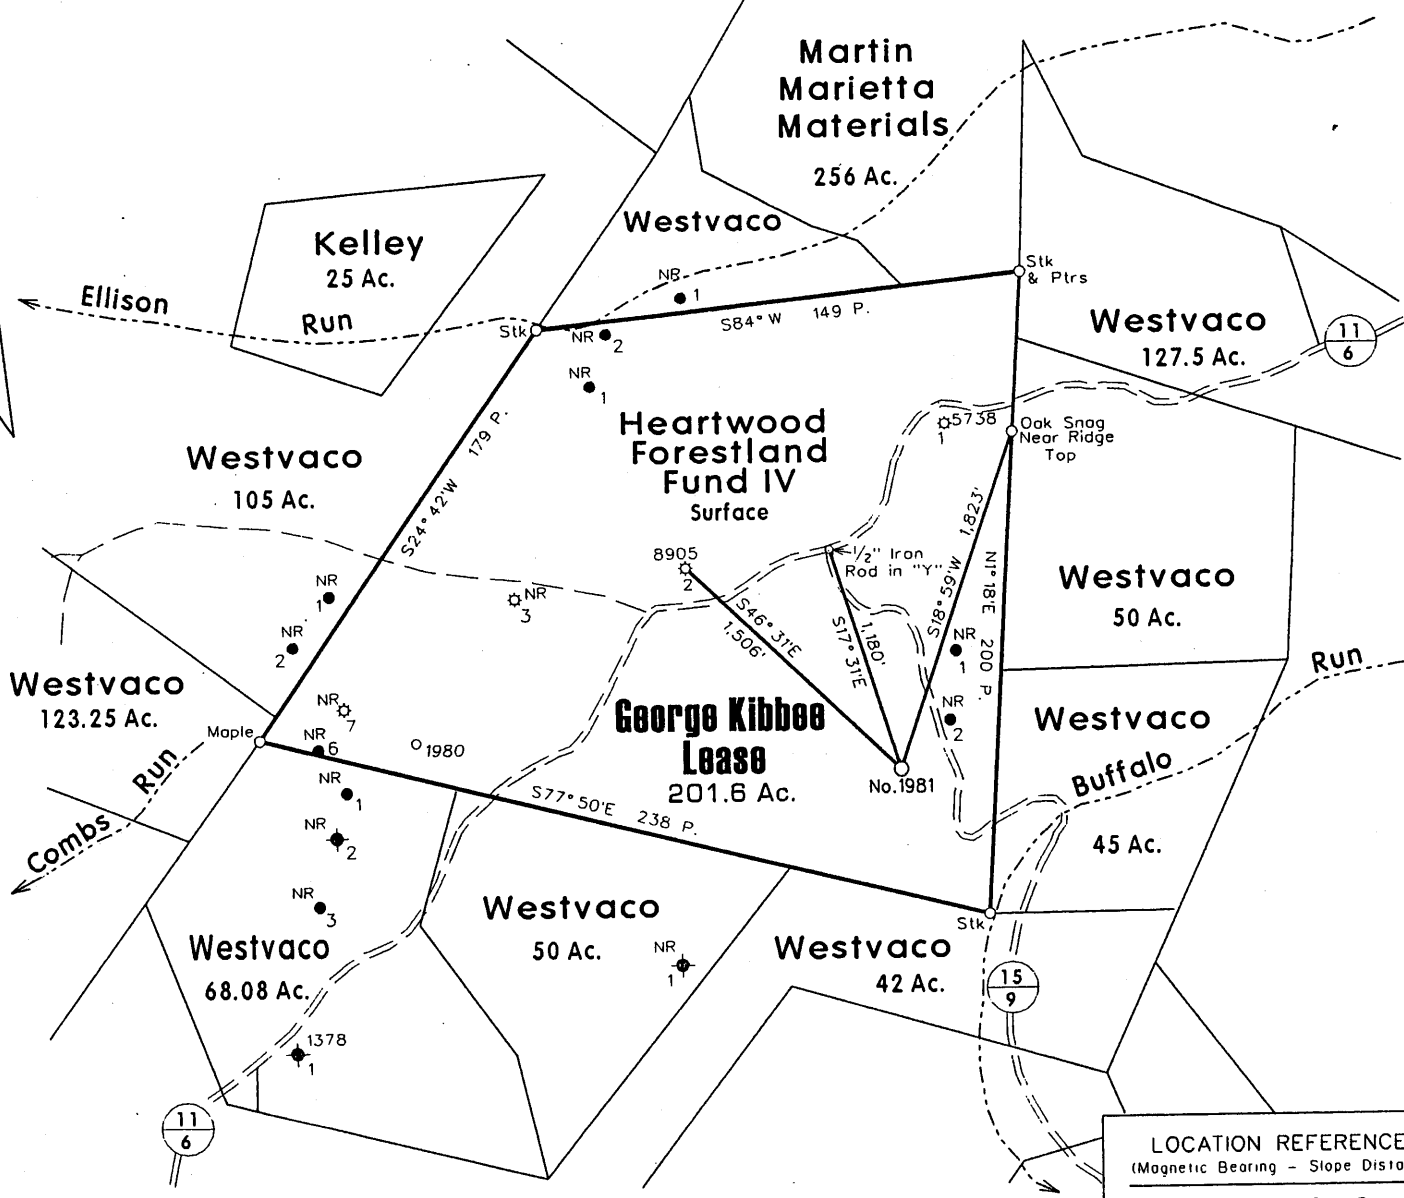 Martin
Marietta
Materials
256 Ac.
Westvaco
Kelley
25 Ac.
Ellison
Run
Stk
NR
1
NR
2
NR
1
S84° W 149 P.
Stk
& Ptrs
Westvaco
127.5 Ac.
11
6
Westvaco
105 Ac.
S24° 42'W 179 P.
Heartwood
Forestland
Fund IV
Surface
5738
1
Oak Snag
Near Ridge
Top
8905
2
1/2" Iron
Rod in "Y"
S46° 31'E
1,506'
S17° 31'E
1,180'
S18° 59'W 1,823'
N1° 18'E 200 P.
Westvaco
50 Ac.
NR
1
NR
2
NR
3
NR
1
NR
2
Westvaco
123.25 Ac.
Maple
NR
7
NR
6
1980
George Kibbee
Lease
201.6 Ac.
No. 1981
Westvaco
Run
Buffalo
45 Ac.
Run
Combs
S77° 50'E 238 P.
NR
1
NR
2
NR
3
Westvaco
68.08 Ac.
Westvaco
50 Ac.
NR
1
Westvaco
42 Ac.
Stk
15
9
1378
1
11
6
LOCATION REFERENCE
(Magnetic Bearing - Slope Dista